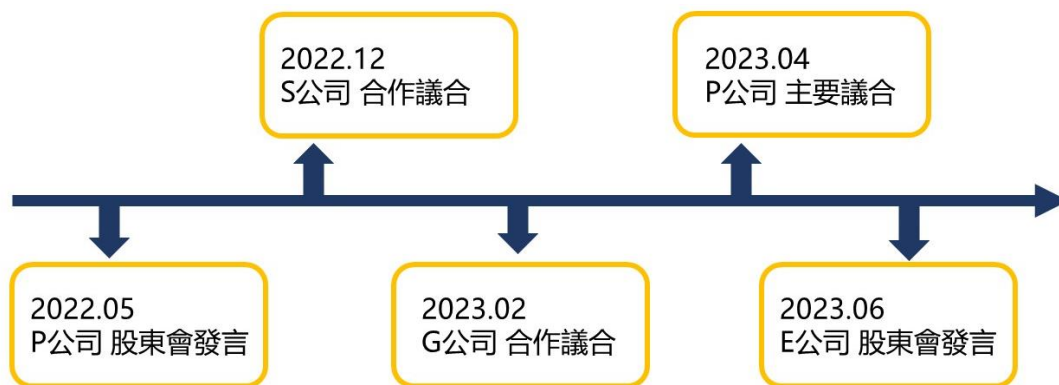 2022.12
S公司 合作議合
2023.04
P公司 主要議合
2022.05
P公司 股東會發言
2023.02
G公司 合作議合
2023.06
E公司 股東會發言